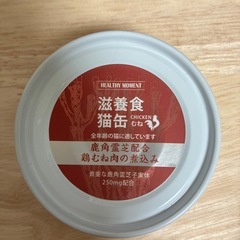 HEALTHY MOMENT
滋養食
猫缶 CHICKEN
むね
全年齢の猫に適しています
鹿角霊芝配合
鶏むね肉の煮込み
貴重な鹿角霊芝子実体
250mg配合